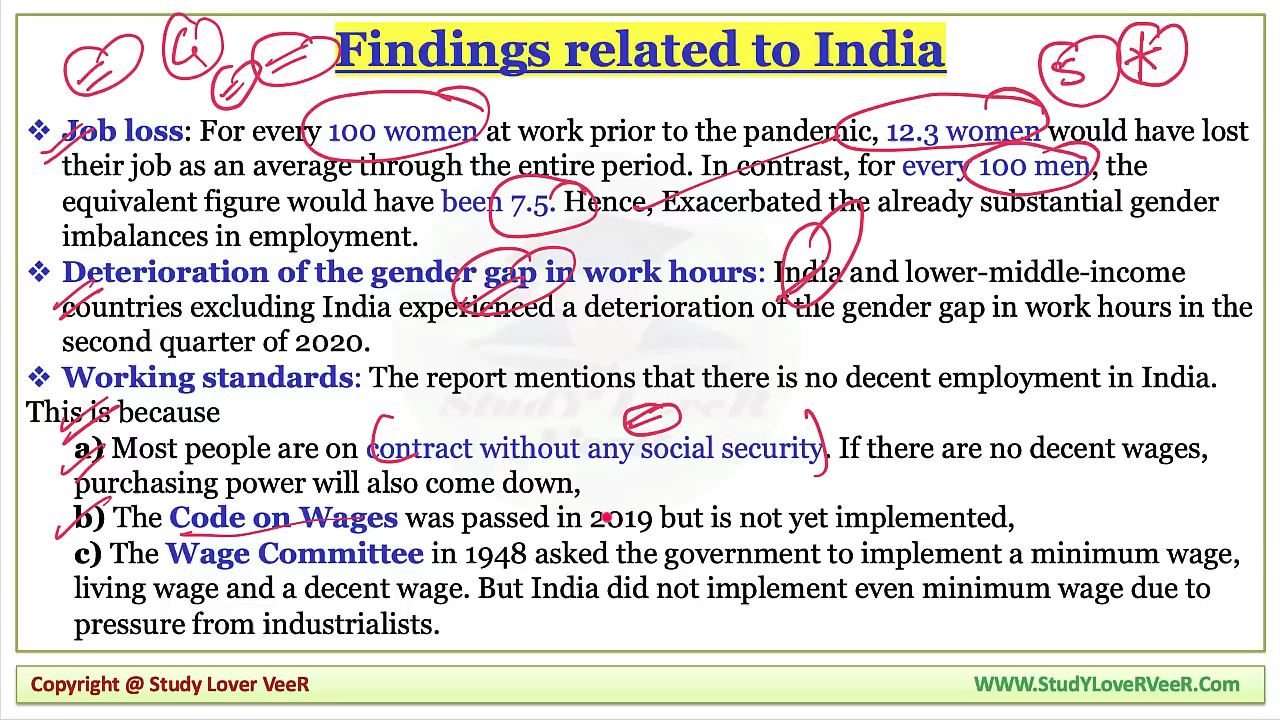 Findings related to India
❖ Job loss: For every 100 women at work prior to the pandemic, 12.3 women would have lost
their job as an average through the entire period. In contrast, for every 100 men, the
equivalent figure would have been 7.5. Hence, Exacerbated the already substantial gender
imbalances in employment.
❖ Deterioration of the gender gap in work hours: India and lower-middle-income
countries excluding India experienced a deterioration of the gender gap in work hours in the
second quarter of 2020.
❖ Working standards: The report mentions that there is no decent employment in India.
This is because
a) Most people are on contract without any social security. If there are no decent wages,
purchasing power will also come down,
b) The Code on Wages was passed in 2019 but is not yet implemented,
c) The Wage Committee in 1948 asked the government to implement a minimum wage,
living wage and a decent wage. But India did not implement even minimum wage due to
pressure from industrialists.
Copyright @ Study Lover VeeR
WWW.StudYLoveRVeeR.Com